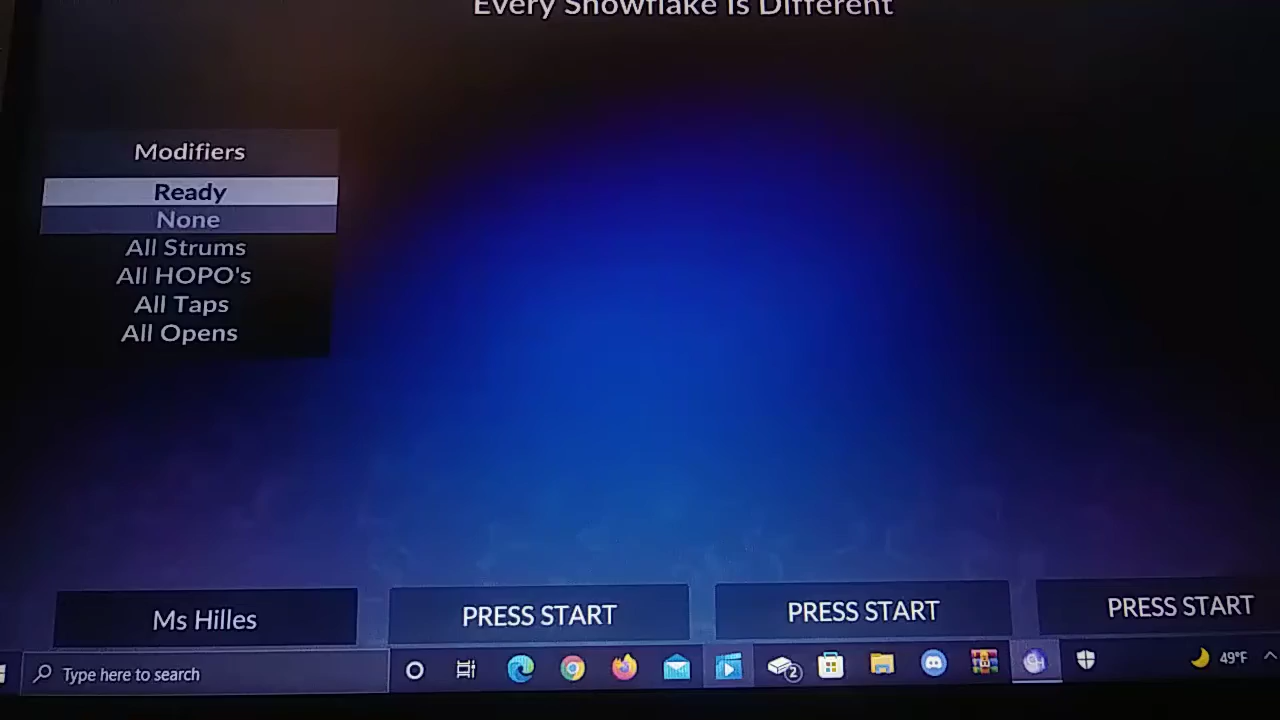 Every Snowflake Is Different
Modifiers
Ready
None
All Strums
All HOPO's
All Taps
All Opens
Ms Hilles
PRESS START
PRESS START
PRESS START
Type here to search
2
49°F